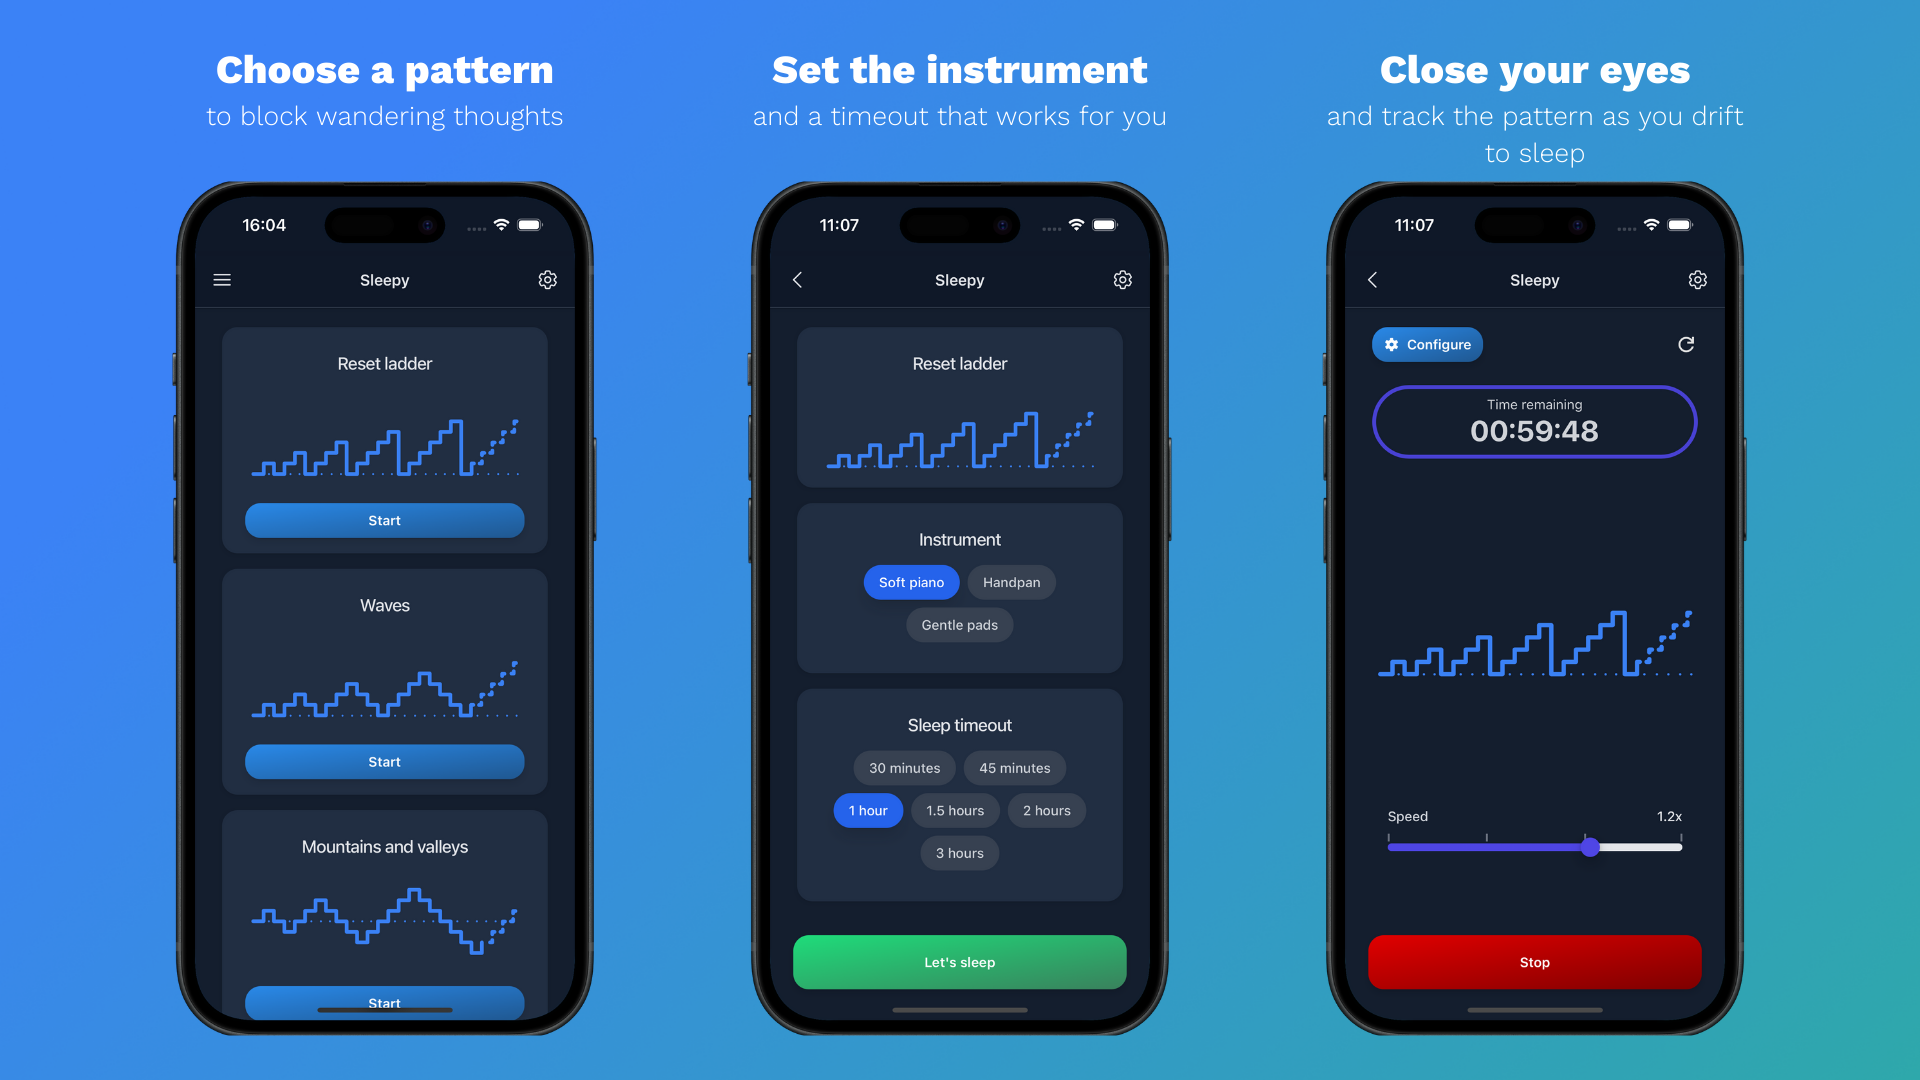 Choose a pattern
to block wandering thoughts
16:04
Sleepy
Reset ladder
Start
Waves
Start
Mountains and valleys
Start
Set the instrument
and a timeout that works for you
11:07
Sleepy
Reset ladder
Instrument
Soft piano
Handpan
Gentle pads
Sleep timeout
30 minutes
45 minutes
1 hour
1.5 hours
2 hours
3 hours
Let's sleep
Close your eyes
and track the pattern as you drift
to sleep
11:07
Sleepy
Configure
Time remaining
00:59:48
Speed
1.2x
Stop